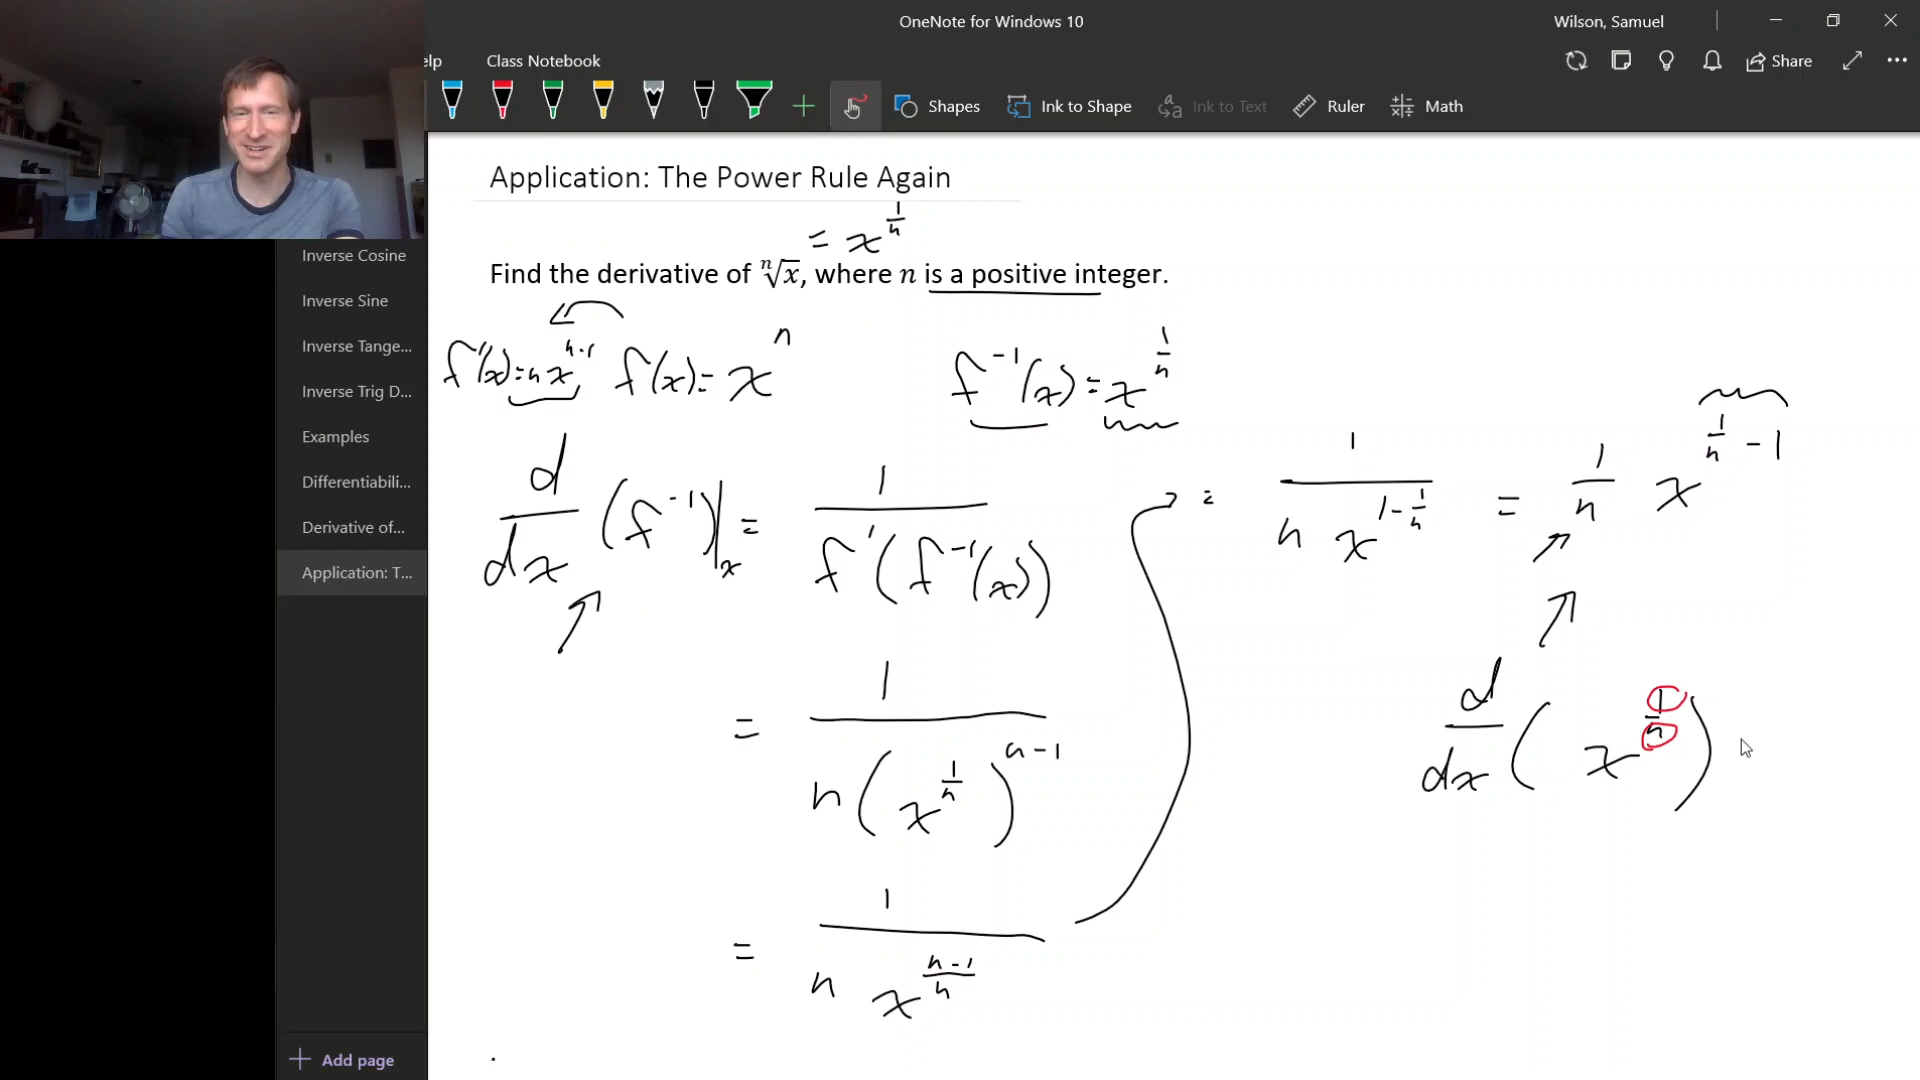 OneNote for Windows 10
Wilson, Samuel
elp
Class Notebook
Share
Shapes
Ink to Shape
Ink to Text
Ruler
Math
Application: The Power Rule Again
= x^{1/n}
Find the derivative of ⁿ√x, where n is a positive integer.
f'(x)=nx^{n-1} f(x)= x^n f^{-1}(x)=x^{1/n}
d/dx (f^{-1})|_x = 1/(f'(f^{-1}(x)))
= 1/(n(x^{1/n})^{n-1})
= 1/(n x^{(n-1)/n})
= 1/(n x^{1-1/n}) = 1/n x^{1/n - 1}
d/dx ( x^{1/n} )
Inverse Cosine
Inverse Sine
Inverse Tange...
Inverse Trig D...
Examples
Differentiabili...
Derivative of...
Application: T...
Add page